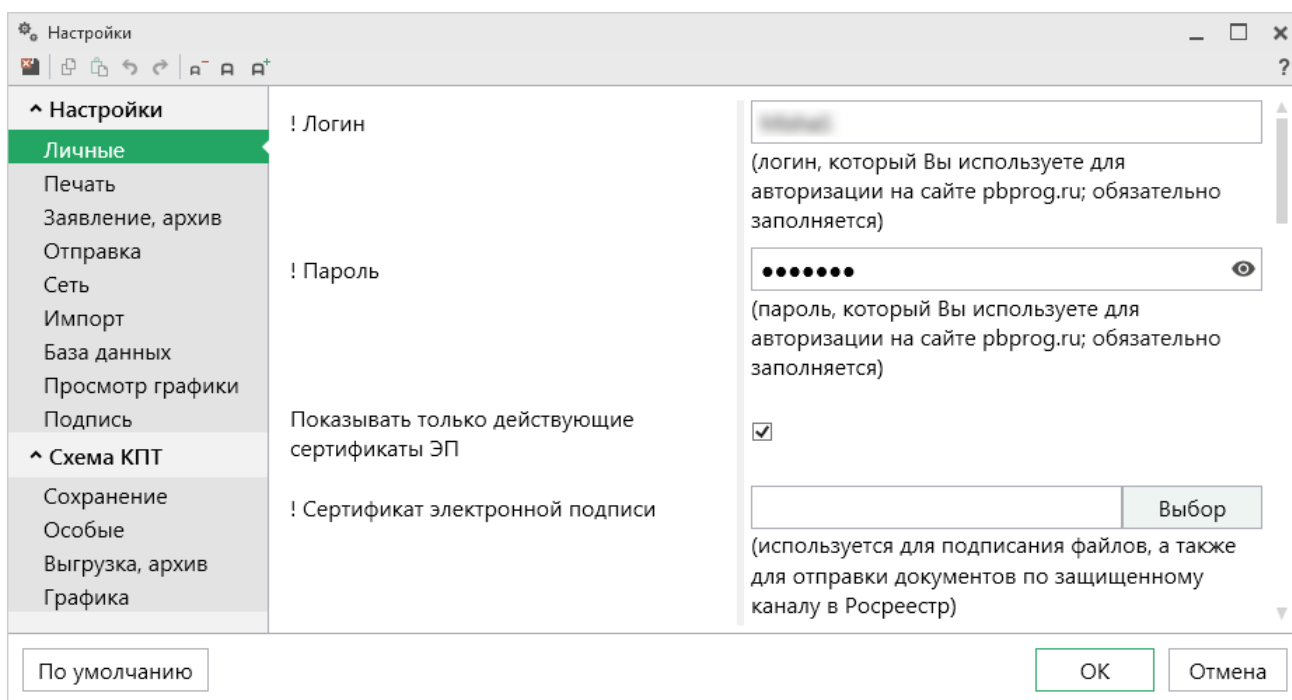 Настройки
?
Настройки
Личные
Печать
Заявление, архив
Отправка
Сеть
Импорт
База данных
Просмотр графики
Подпись
Схема КПТ
Сохранение
Особые
Выгрузка, архив
Графика
! Логин
(логин, который Вы используете для
авторизации на сайте pbprog.ru; обязательно
заполняется)
! Пароль
•••••••
(пароль, который Вы используете для
авторизации на сайте pbprog.ru; обязательно
заполняется)
Показывать только действующие
сертификаты ЭП
! Сертификат электронной подписи
Выбор
(используется для подписания файлов, а также
для отправки документов по защищенному
каналу в Росреестр)
По умолчанию
ОК
Отмена